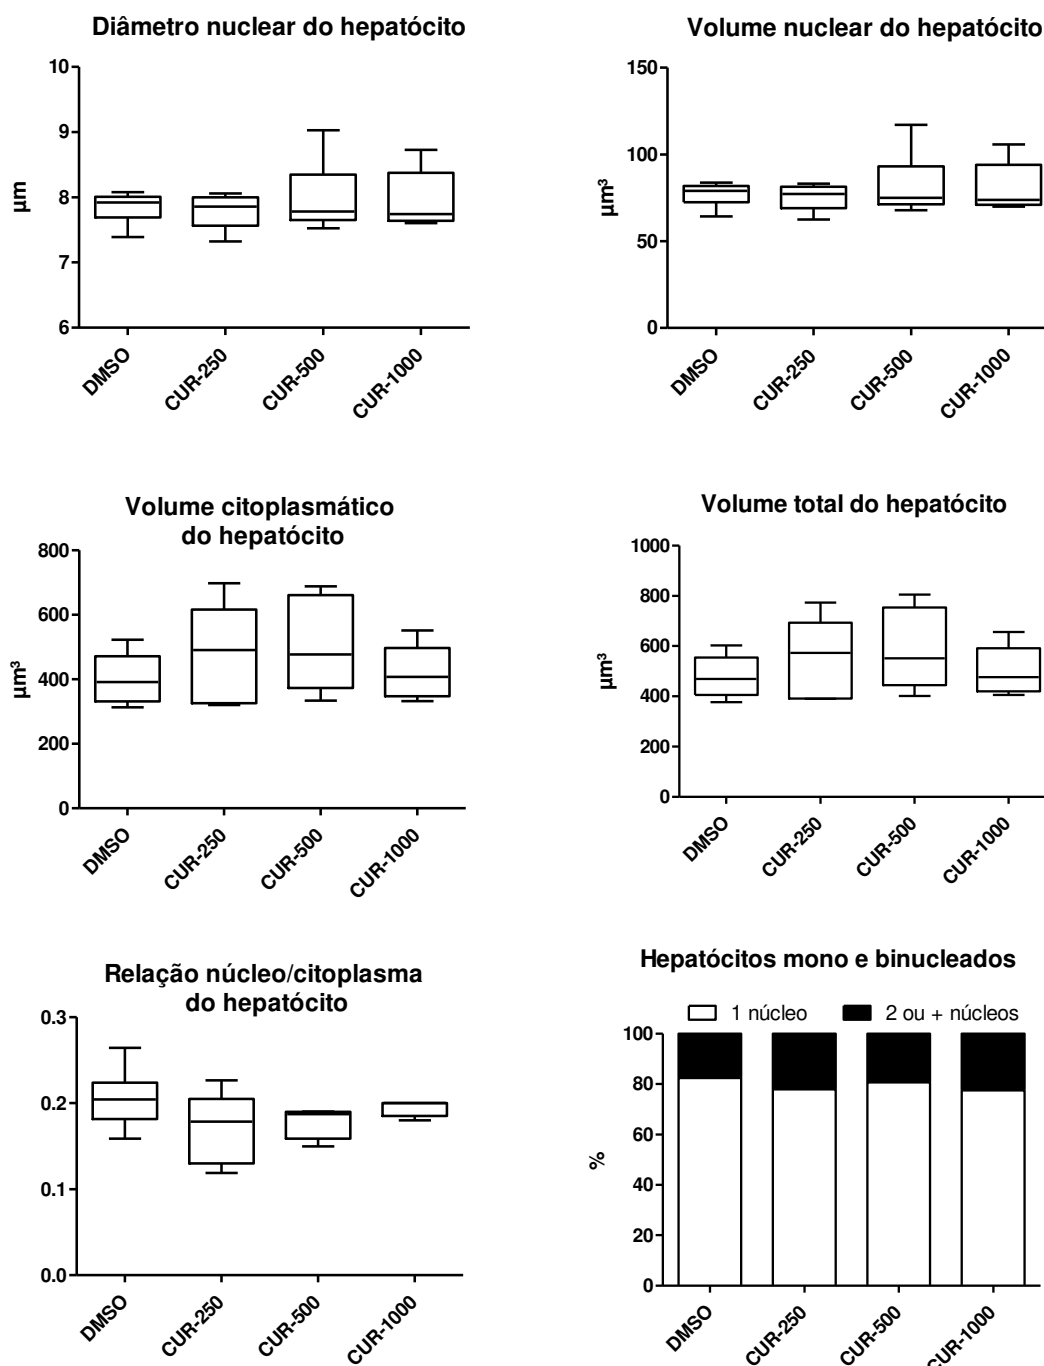 Diâmetro nuclear do hepatócito
10
9
8
7
6
µm
DMSO
CUR-250
CUR-500
CUR-1000
Volume nuclear do hepatócito
150
100
50
0
µm³
DMSO
CUR-250
CUR-500
CUR-1000
Volume citoplasmático
do hepatócito
800
600
400
200
0
µm³
DMSO
CUR-250
CUR-500
CUR-1000
Volume total do hepatócito
1000
800
600
400
200
0
µm³
DMSO
CUR-250
CUR-500
CUR-1000
Relação núcleo/citoplasma
do hepatócito
0.3
0.2
0.1
0.0
DMSO
CUR-250
CUR-500
CUR-1000
Hepatócitos mono e binucleados
1 núcleo 2 ou + núcleos
100
80
60
40
20
0
%
DMSO
CUR-250
CUR-500
CUR-1000